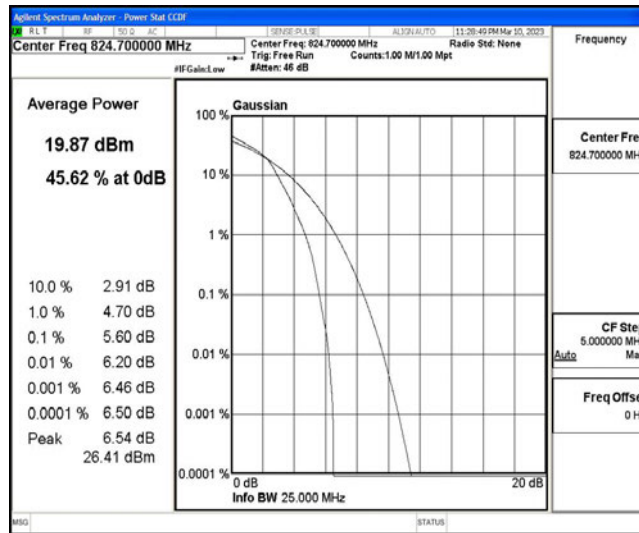 Agilent Spectrum Analyzer - Power Stat CCDF
RL T RF 50 Ω AC SENSE:PULSE ALIGN AUTO 11:28:49 PM Mar 10, 2023
Center Freq 824.700000 MHz
Center Freq: 824.700000 MHz Radio Std: None
Trig: Free Run Counts:1.00 M/1.00 Mpt
#IFGain:Low #Atten: 46 dB
Frequency
Average Power
19.87 dBm
45.62 % at 0dB
10.0 % 2.91 dB
1.0 % 4.70 dB
0.1 % 5.60 dB
0.01 % 6.20 dB
0.001 % 6.46 dB
0.0001 % 6.50 dB
Peak 6.54 dB
26.41 dBm
Gaussian
100 %
10 %
1 %
0.1 %
0.01 %
0.001 %
0.0001 %
0 dB 20 dB
Info BW 25.000 MHz
Center Fre
824.700000 MH
CF Ste
5.000000 MH
Auto Ma
Freq Offse
0 H
MSG STATUS